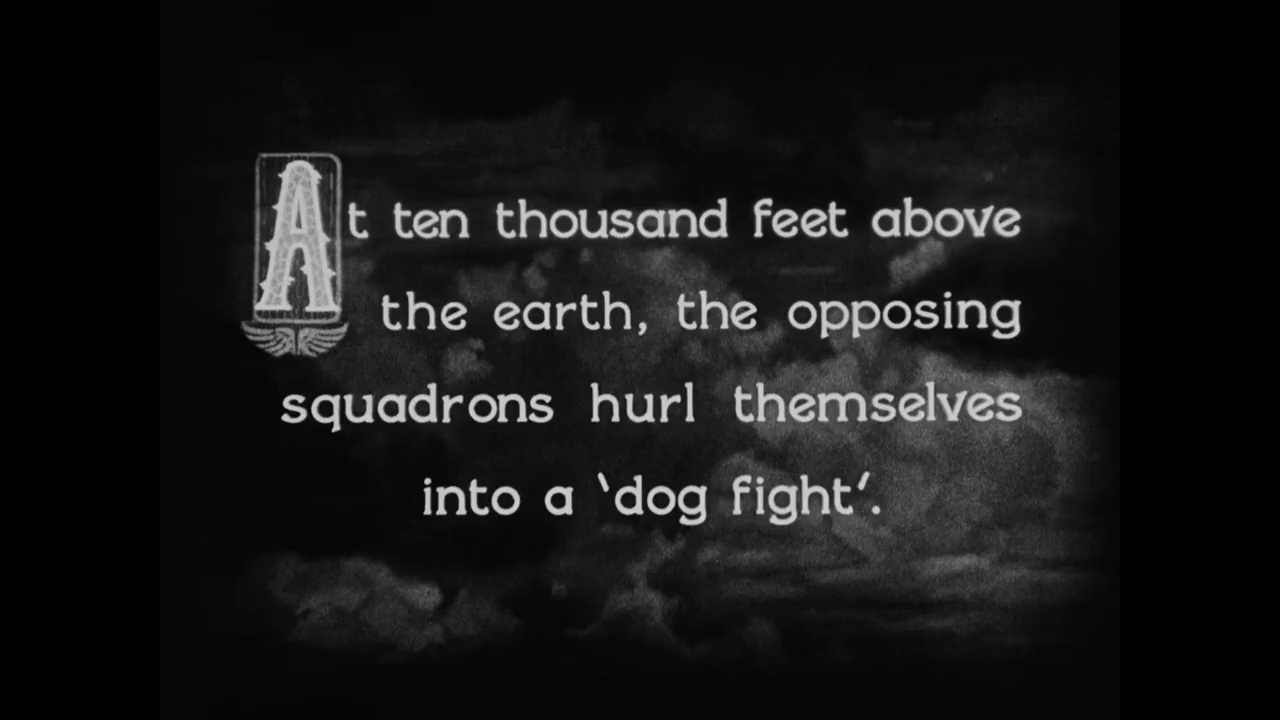 At ten thousand feet above
the earth, the opposing
squadrons hurl themselves
into a ‵dog fight′.